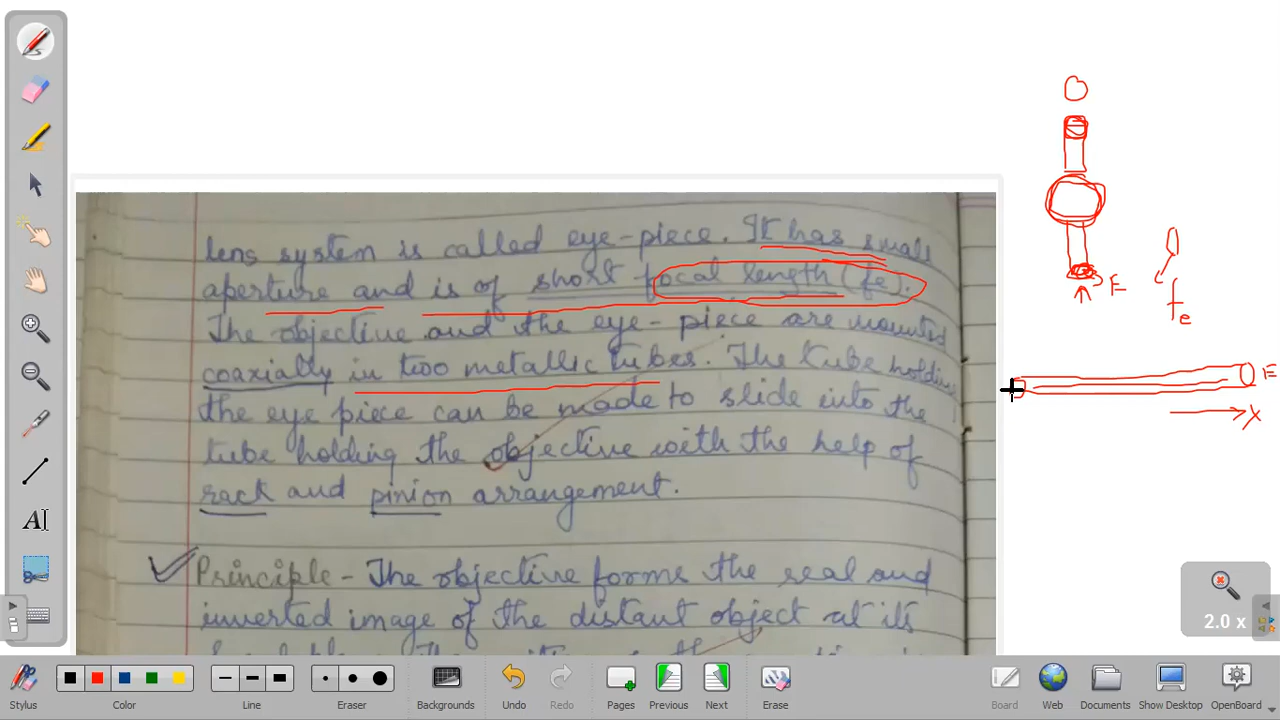 lens system is called eye-piece. It has small
aperture and is of short focal length (fe).
The objective and the eye-piece are mounted
coaxially in two metallic tubes. The tube holding
the eye piece can be made to slide into the
tube holding the objective with the help of
rack and pinion arrangement.
Principle - The objective forms the real and
inverted image of the distant object at its
O
E
fe
E
X
2.0 x
Stylus
Color
Line
Eraser
Backgrounds
Undo
Redo
Pages
Previous
Next
Erase
Board
Web
Documents
Show Desktop
OpenBoard